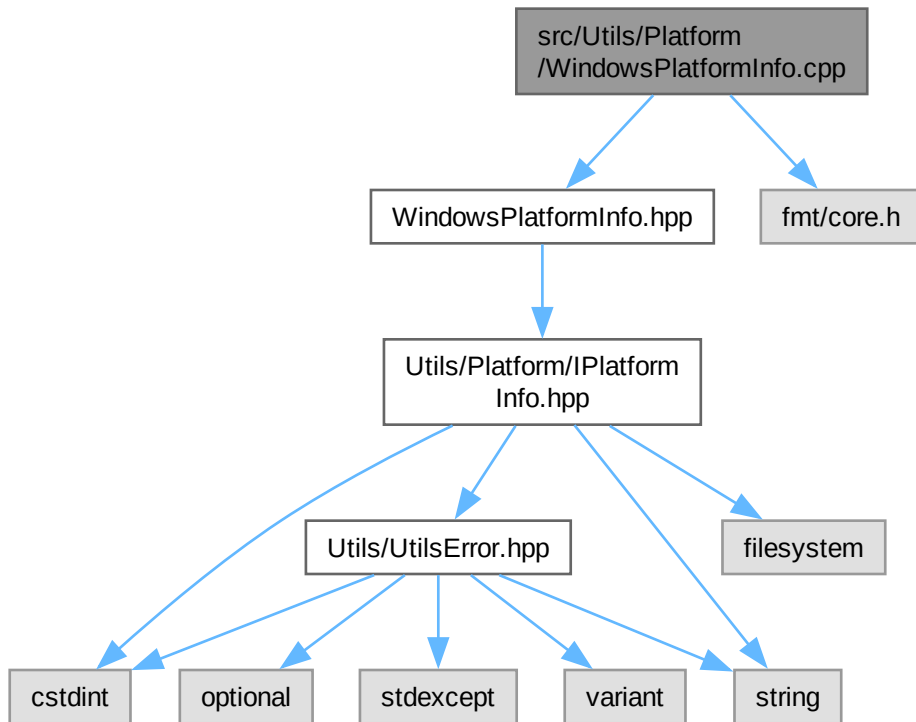 src/Utils/Platform
/WindowsPlatformInfo.cpp
WindowsPlatformInfo.hpp
fmt/core.h
Utils/Platform/IPlatform
Info.hpp
Utils/UtilsError.hpp
filesystem
cstdint
optional
stdexcept
variant
string